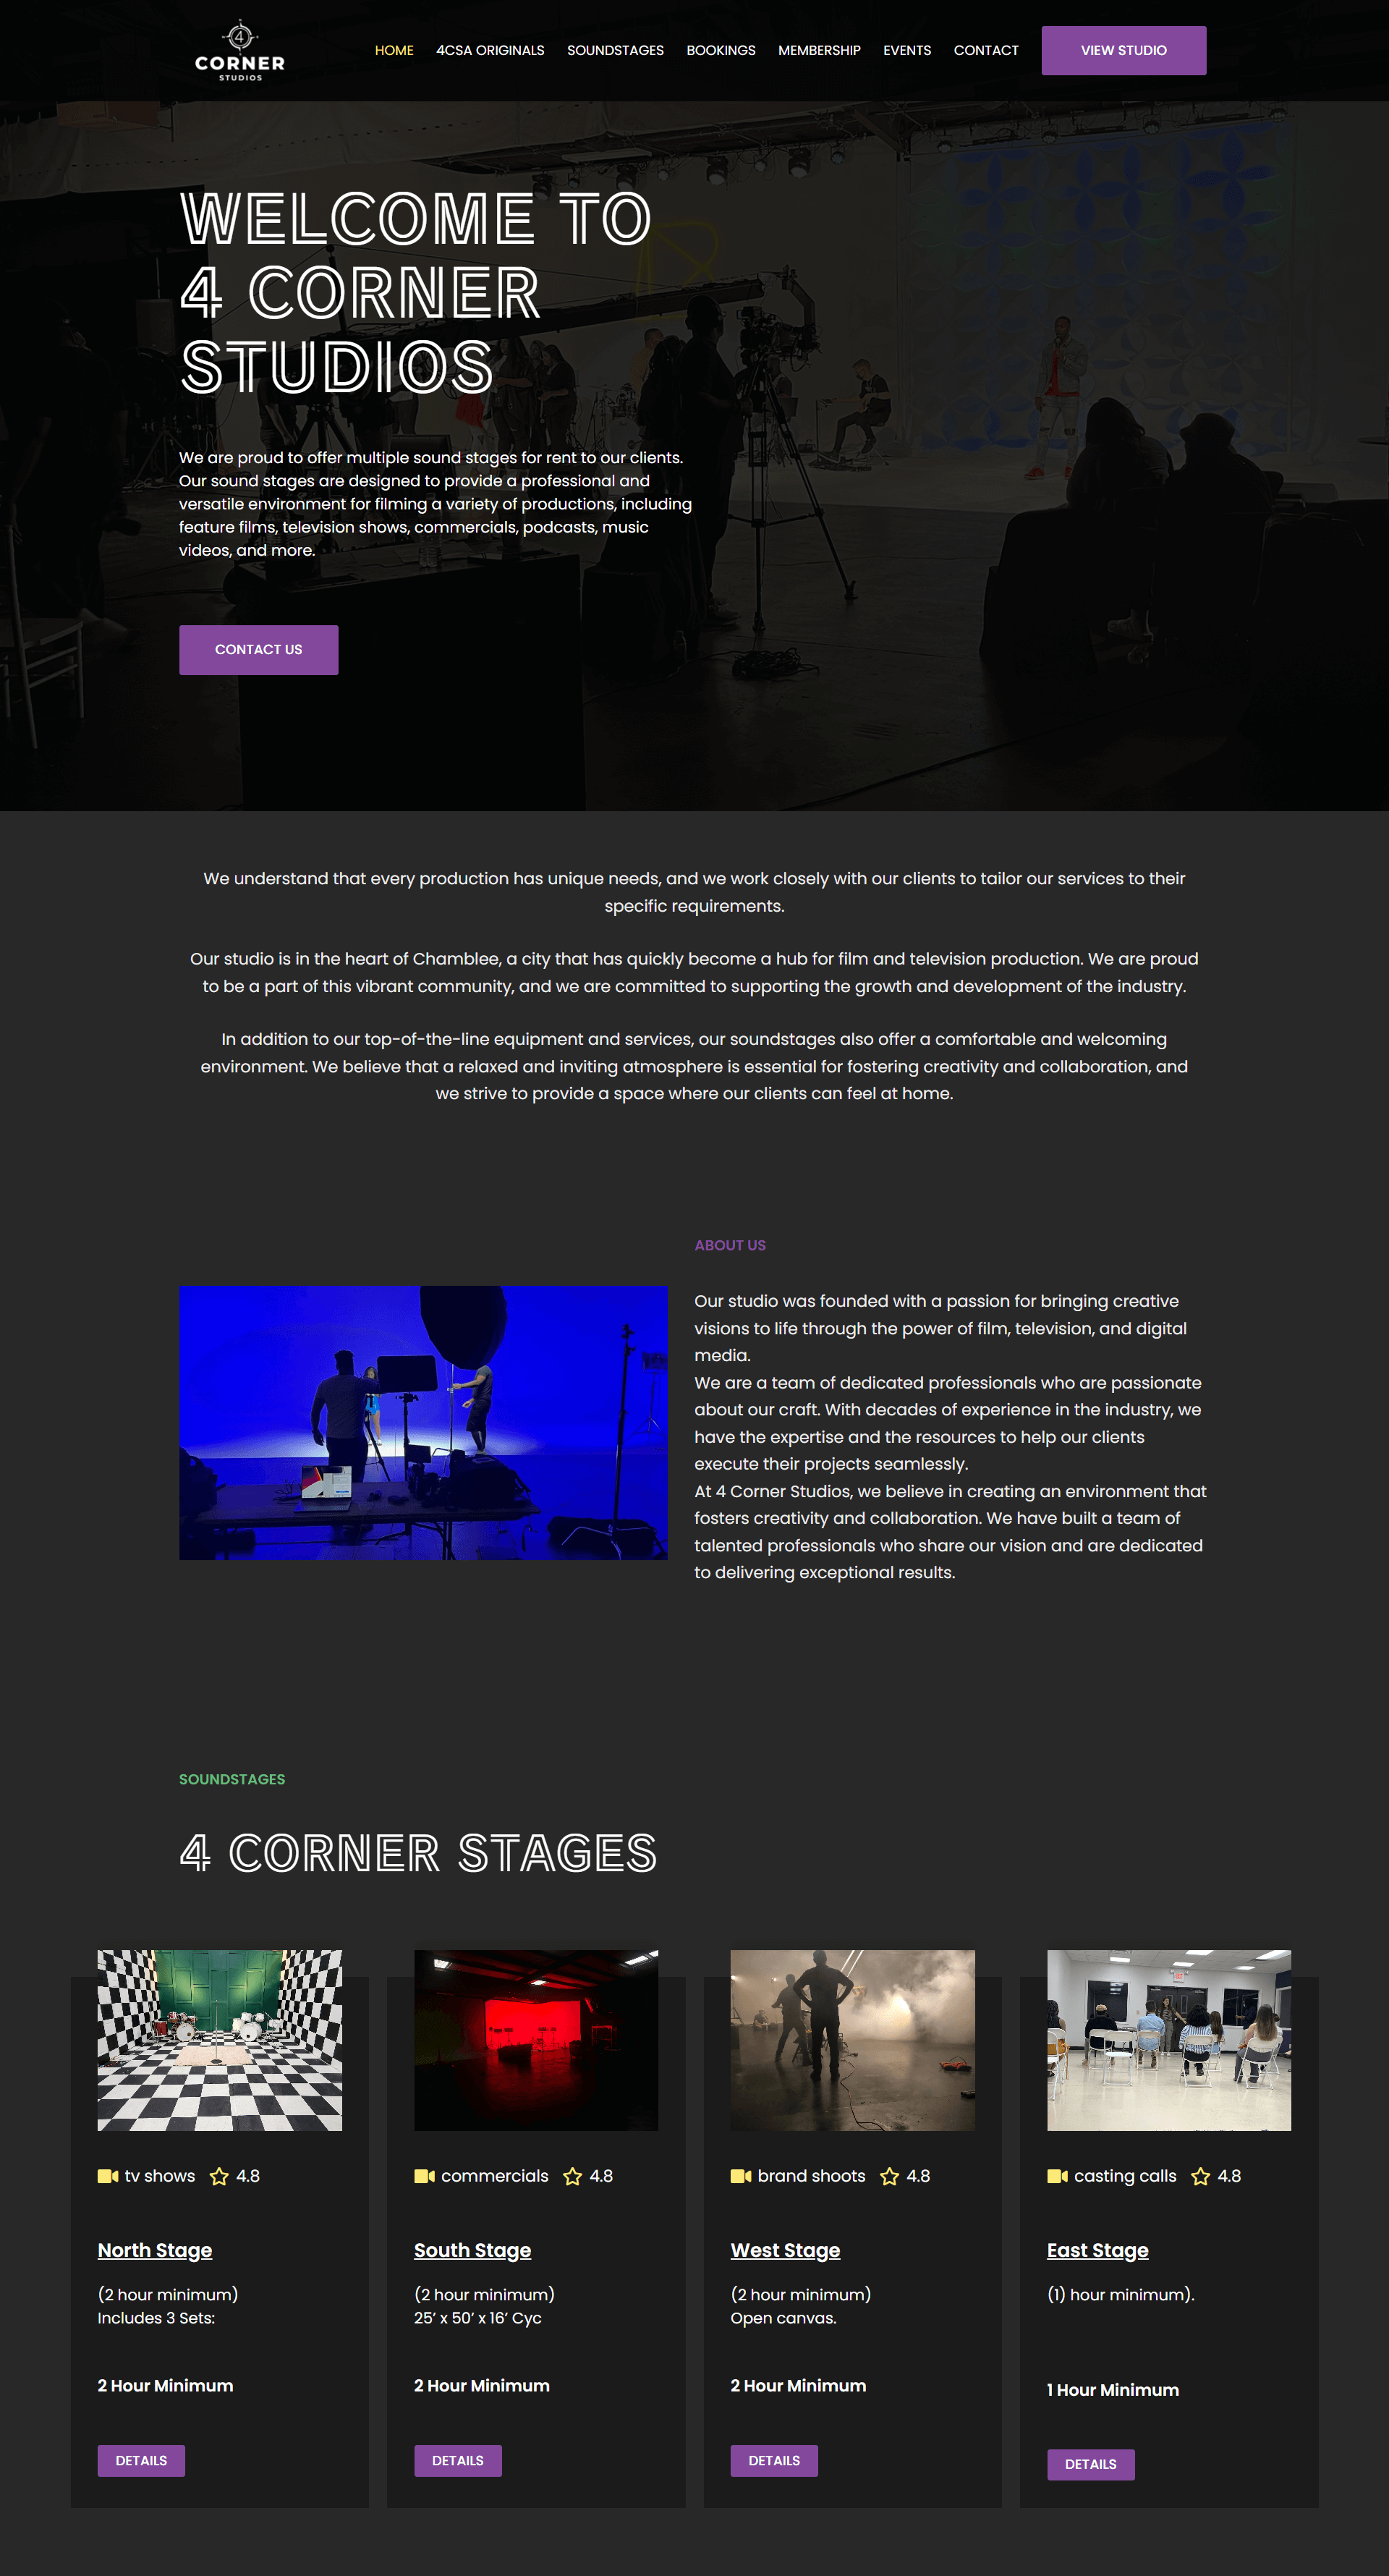 4
CORNER
STUDIOS
HOME 4CSA ORIGINALS SOUNDSTAGES BOOKINGS MEMBERSHIP EVENTS CONTACT VIEW STUDIO
WELCOME TO
4 CORNER
STUDIOS
We are proud to offer multiple sound stages for rent to our clients.
Our sound stages are designed to provide a professional and
versatile environment for filming a variety of productions, including
feature films, television shows, commercials, podcasts, music
videos, and more.
CONTACT US
We understand that every production has unique needs, and we work closely with our clients to tailor our services to their
specific requirements.
Our studio is in the heart of Chamblee, a city that has quickly become a hub for film and television production. We are proud
to be a part of this vibrant community, and we are committed to supporting the growth and development of the industry.
In addition to our top-of-the-line equipment and services, our soundstages also offer a comfortable and welcoming
environment. We believe that a relaxed and inviting atmosphere is essential for fostering creativity and collaboration, and
we strive to provide a space where our clients can feel at home.
ABOUT US
Our studio was founded with a passion for bringing creative
visions to life through the power of film, television, and digital
media.
We are a team of dedicated professionals who are passionate
about our craft. With decades of experience in the industry, we
have the expertise and the resources to help our clients
execute their projects seamlessly.
At 4 Corner Studios, we believe in creating an environment that
fosters creativity and collaboration. We have built a team of
talented professionals who share our vision and are dedicated
to delivering exceptional results.
SOUNDSTAGES
4 CORNER STAGES
tv shows 4.8
North Stage
(2 hour minimum)
Includes 3 Sets:
2 Hour Minimum
DETAILS
commercials 4.8
South Stage
(2 hour minimum)
25’ x 50’ x 16’ Cyc
2 Hour Minimum
DETAILS
brand shoots 4.8
West Stage
(2 hour minimum)
Open canvas.
2 Hour Minimum
DETAILS
casting calls 4.8
East Stage
(1) hour minimum).
1 Hour Minimum
DETAILS